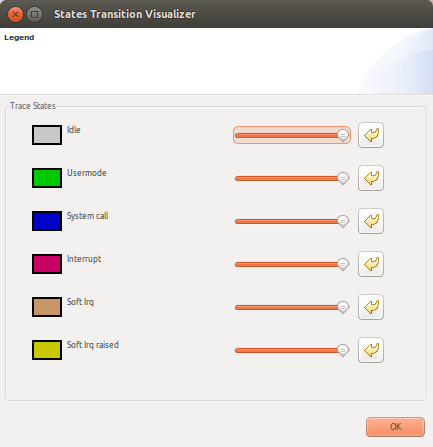 States Transition Visualizer
Legend
Trace States
Idle
Usermode
System call
Interrupt
Soft Irq
Soft Irq raised
OK